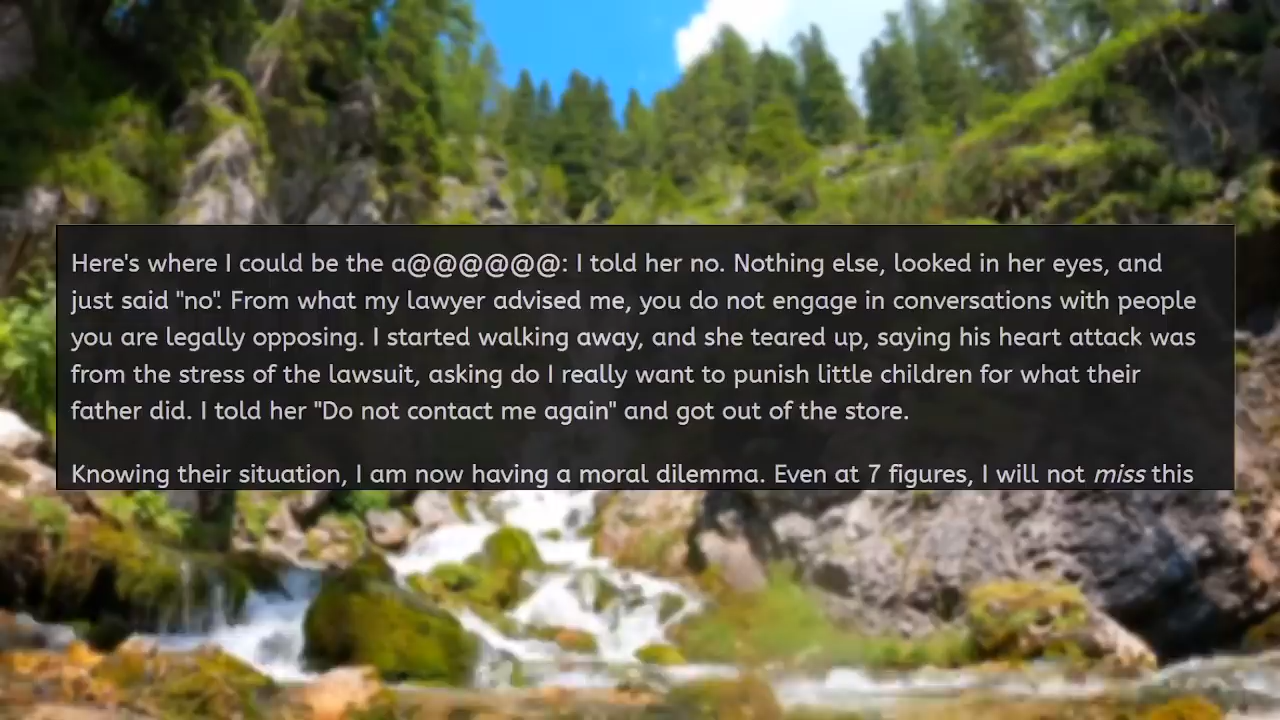 Here's where I could be the a@@@@@@: I told her no. Nothing else, looked in her eyes, and
just said "no". From what my lawyer advised me, you do not engage in conversations with people
you are legally opposing. I started walking away, and she teared up, saying his heart attack was
from the stress of the lawsuit, asking do I really want to punish little children for what their
father did. I told her "Do not contact me again" and got out of the store.
Knowing their situation, I am now having a moral dilemma. Even at 7 figures, I will not miss this